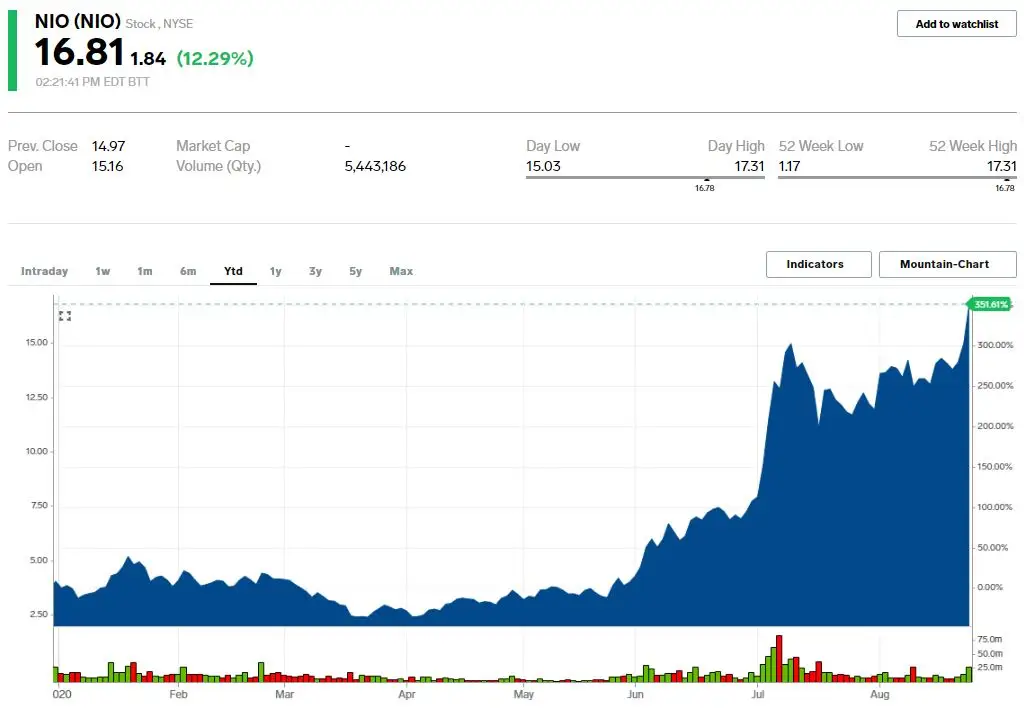 NIO (NIO) Stock , NYSE
Add to watchlist
16.81 1.84 (12.29%)
02:21:41 PM EDT BTT
Prev. Close 14.97 Market Cap - Day Low Day High 52 Week Low 52 Week High
Open 15.16 Volume (Qty.) 5,443,186 15.03 17.31 1.17 17.31
16.78 16.78
Intraday 1w 1m 6m Ytd 1y 3y 5y Max Indicators Mountain-Chart
351.61%
15.00 300.00%
250.00%
12.50
200.00%
10.00
150.00%
7.50 100.00%
5.00 50.00%
0.00%
2.50
75.0m
50.0m
25.0m
020 Feb Mar Apr May Jun Jul Aug